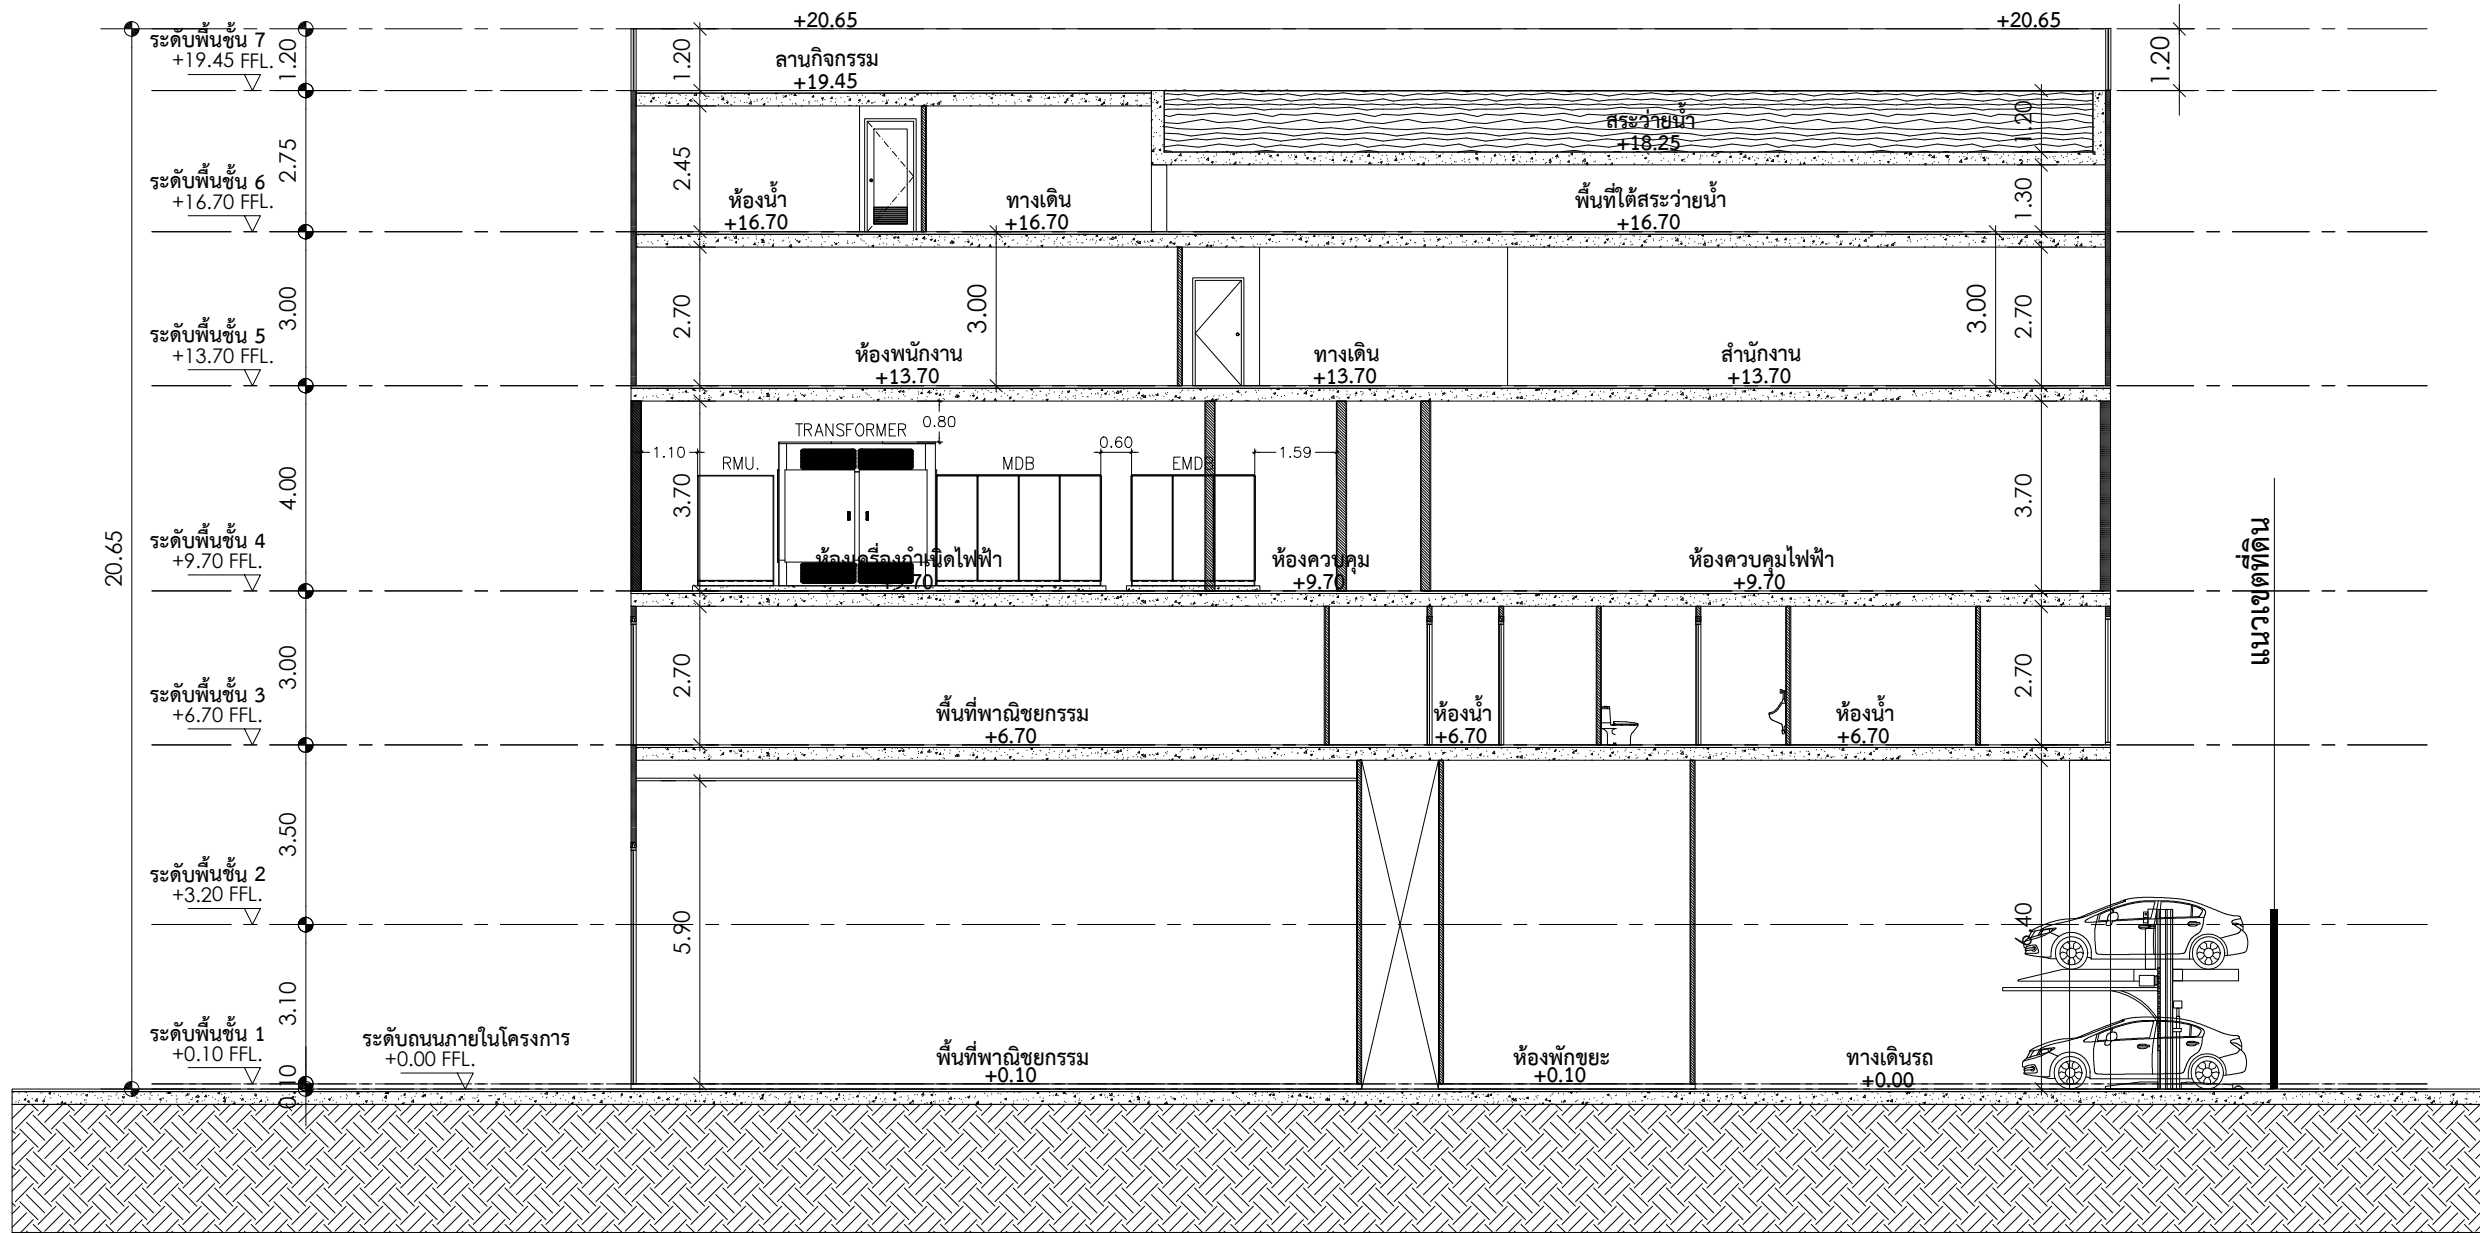 +20.65
+20.65
ระดับพื้นชั้น 7
+19.45 FFL.
1.20
1.20
1.20
ลานกิจกรรม
+19.45
สระว่ายน้ำ
+18.25
1.20
2.75
2.45
ระดับพื้นชั้น 6
+16.70 FFL.
ห้องน้ำ
+16.70
ทางเดิน
+16.70
พื้นที่ใต้สระว่ายน้ำ
+16.70
1.30
3.00
2.70
3.00
3.00
2.70
ระดับพื้นชั้น 5
+13.70 FFL.
ห้องพนักงาน
+13.70
ทางเดิน
+13.70
สำนักงาน
+13.70
0.80
TRANSFORMER
1.10
RMU.
MDB
0.60
EMDB
1.59
4.00
3.70
3.70
20.65
ระดับพื้นชั้น 4
+9.70 FFL.
ห้องเครื่องกำเนิดไฟฟ้า
ห้องควบคุม
+9.70
ห้องควบคุมไฟฟ้า
+9.70
แนวเขตที่ดิน
3.00
2.70
2.70
ระดับพื้นชั้น 3
+6.70 FFL.
พื้นที่พาณิชยกรรม
+6.70
ห้องน้ำ
+6.70
ห้องน้ำ
+6.70
3.50
ระดับพื้นชั้น 2
+3.20 FFL.
5.90
3.10
ระดับพื้นชั้น 1
+0.10 FFL.
0.10
ระดับถนนภายในโครงการ
+0.00 FFL.
พื้นที่พาณิชยกรรม
+0.10
ห้องพักขยะ
+0.10
ทางเดินรถ
+0.00